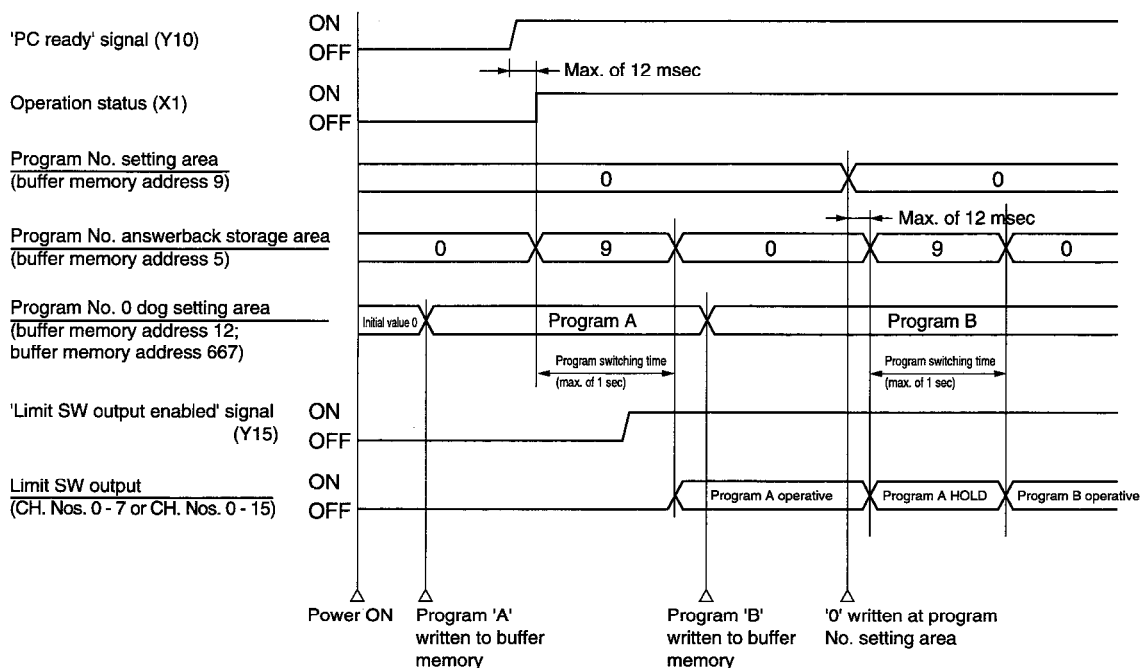 ON
'PC ready' signal (Y10)
OFF
Max. of 12 msec
ON
Operation status (X1)
OFF
Program No. setting area
(buffer memory address 9)
0
0
Max. of 12 msec
Program No. answerback storage area
(buffer memory address 5)
0
9
0
9
0
Program No. 0 dog setting area
(buffer memory address 12;
buffer memory address 667)
Initial value 0
Program A
Program B
Program switching time
(max. of 1 sec)
Program switching time
(max. of 1 sec)
'Limit SW output enabled' signal
(Y15)
ON
OFF
Limit SW output
(CH. Nos. 0 - 7 or CH. Nos. 0 - 15)
ON
OFF
Program A operative
Program A HOLD
Program B operative
Power ON
Program 'A'
written to buffer
memory
Program 'B'
written to buffer
memory
'0' written at program
No. setting area